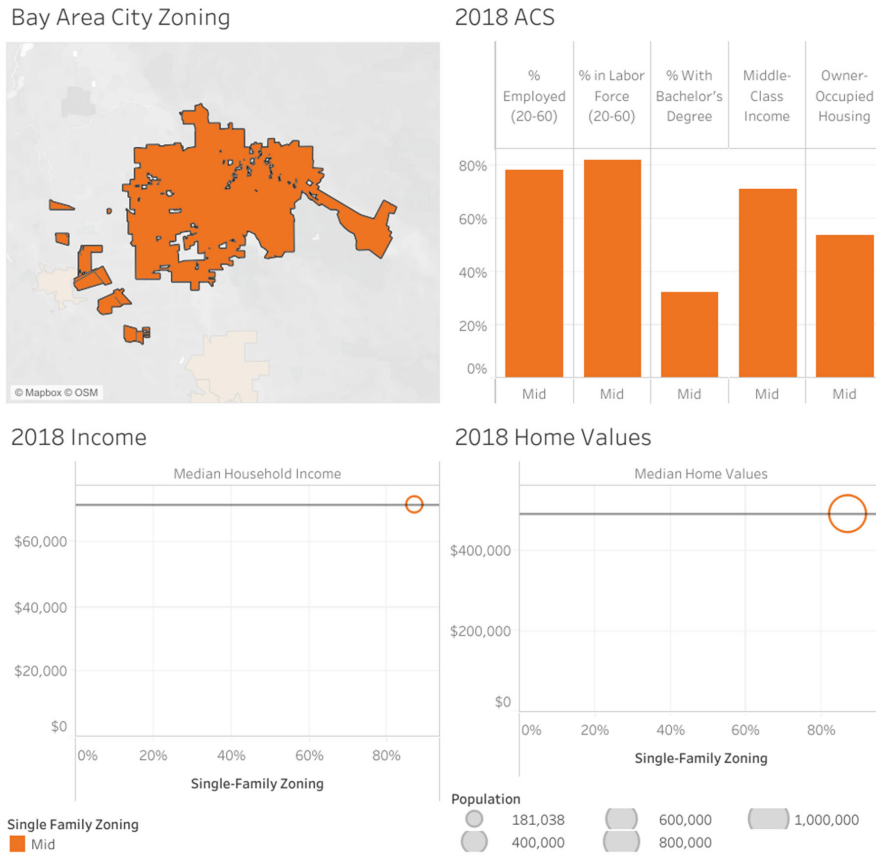 Bay Area City Zoning
© Mapbox © OSM
2018 ACS
%
Employed
(20-60)
% in Labor
Force
(20-60)
% With
Bachelor's
Degree
Middle-
Class
Income
Owner-
Occupied
Housing
80%
60%
40%
20%
0%
Mid
Mid
Mid
Mid
Mid
2018 Income
Median Household Income
$60,000
$40,000
$20,000
$0
0% 20% 40% 60% 80%
Single-Family Zoning
2018 Home Values
Median Home Values
$400,000
$200,000
$0
0% 20% 40% 60% 80%
Single-Family Zoning
Single Family Zoning
Mid
Population
181,038 600,000 1,000,000
400,000 800,000